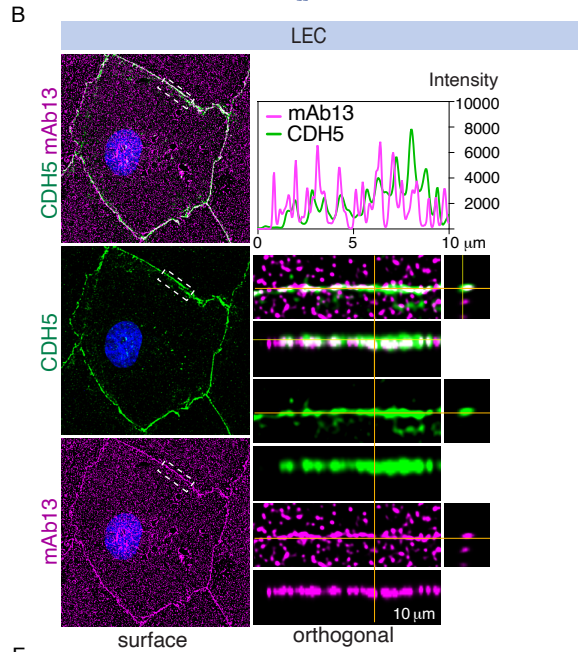 B
LEC
CDH5 mAb13
Intensity
mAb13
CDH5
10000
8000
6000
4000
2000
0
5
10
μm
CDH5
mAb13
10 μm
surface
orthogonal